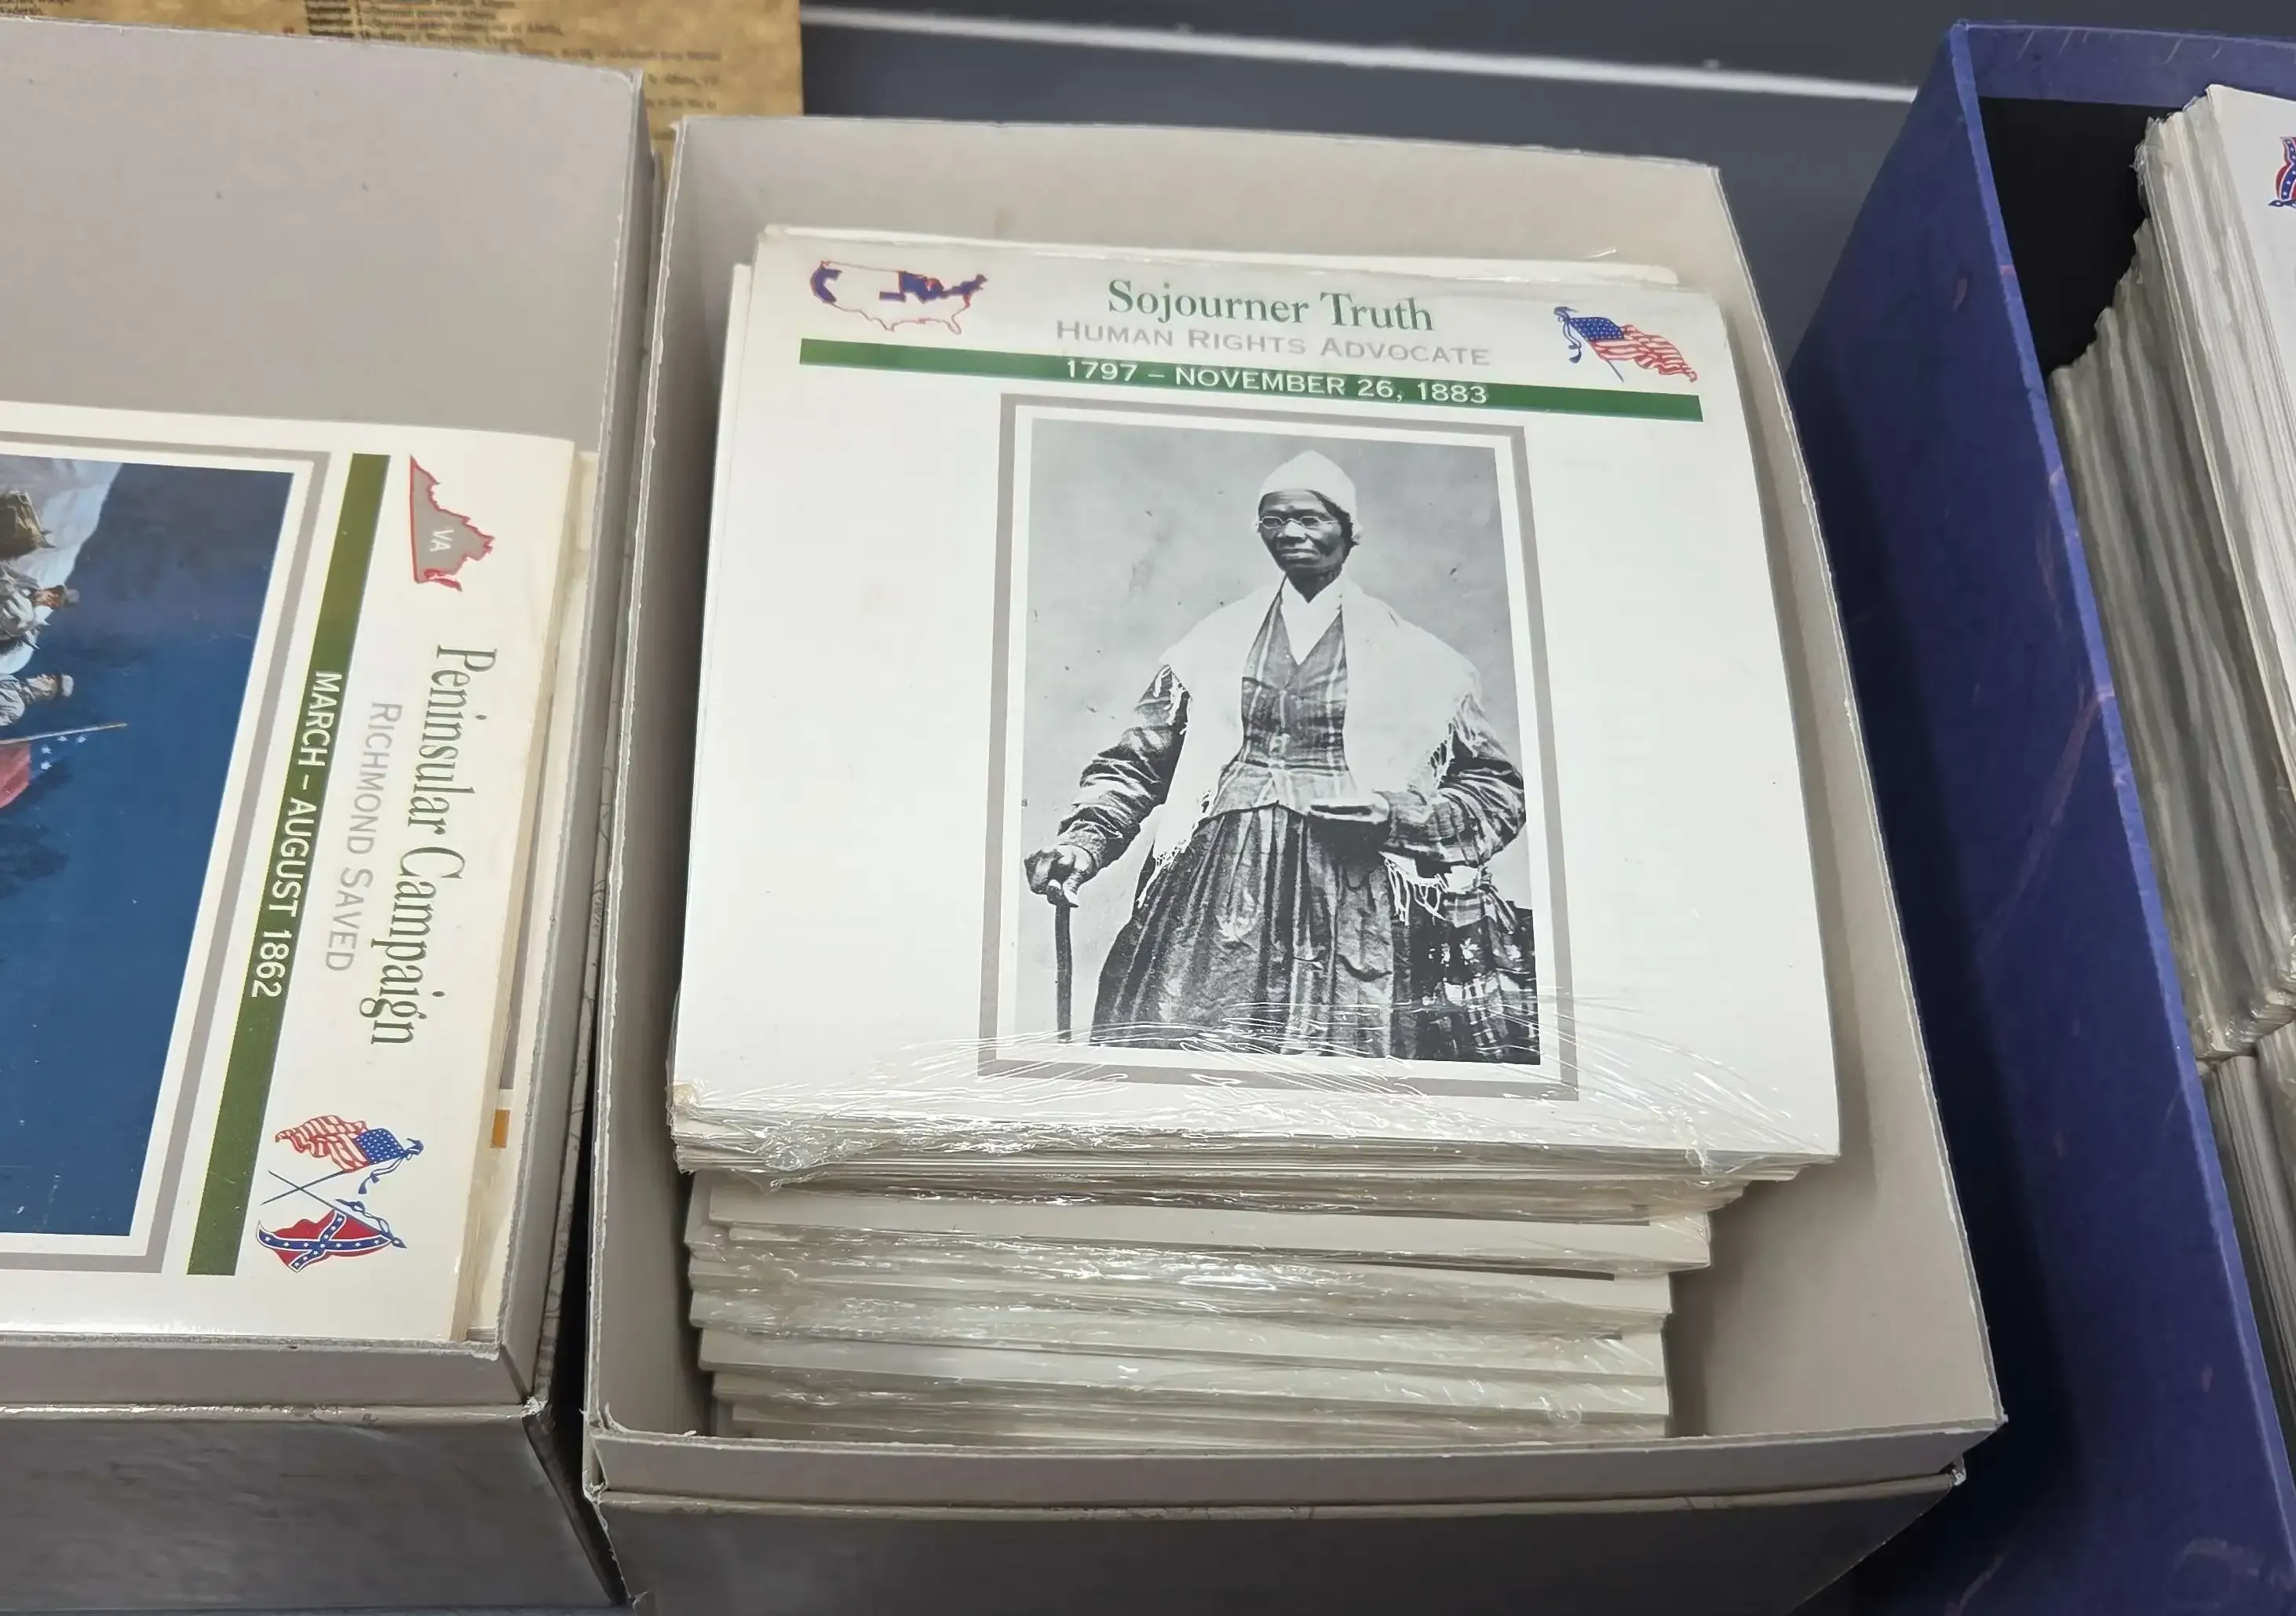 Sojourner Truth
HUMAN RIGHTS ADVOCATE
1797 – NOVEMBER 26, 1883
VA
Peninsular Campaign
RICHMOND SAVED
MARCH – AUGUST 1862